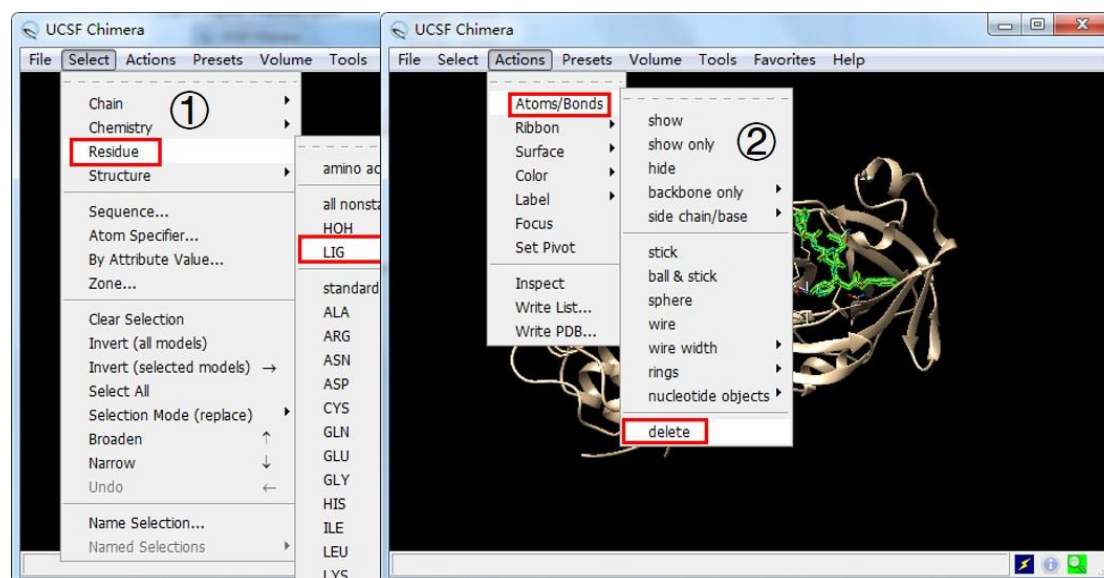 UCSF Chimera
File Select Actions Presets Volume Tools
①
Chain
Chemistry
Residue
Structure
Sequence...
Atom Specifier...
By Attribute Value...
Zone...
Clear Selection
Invert (all models)
Invert (selected models) →
Select All
Selection Mode (replace)
Broaden ↑
Narrow ↓
Undo ←
Name Selection...
Named Selections
amino ac
all nonsta
HOH
LIG
standard
ALA
ARG
ASN
ASP
CYS
GLN
GLU
GLY
HIS
ILE
LEU
LYS
UCSF Chimera
File Select Actions Presets Volume Tools Favorites Help
Atoms/Bonds
Ribbon
Surface
Color
Label
Focus
Set Pivot
Inspect
Write List...
Write PDB...
②
show
show only
hide
backbone only
side chain/base
stick
ball & stick
sphere
wire
wire width
rings
nucleotide objects
delete